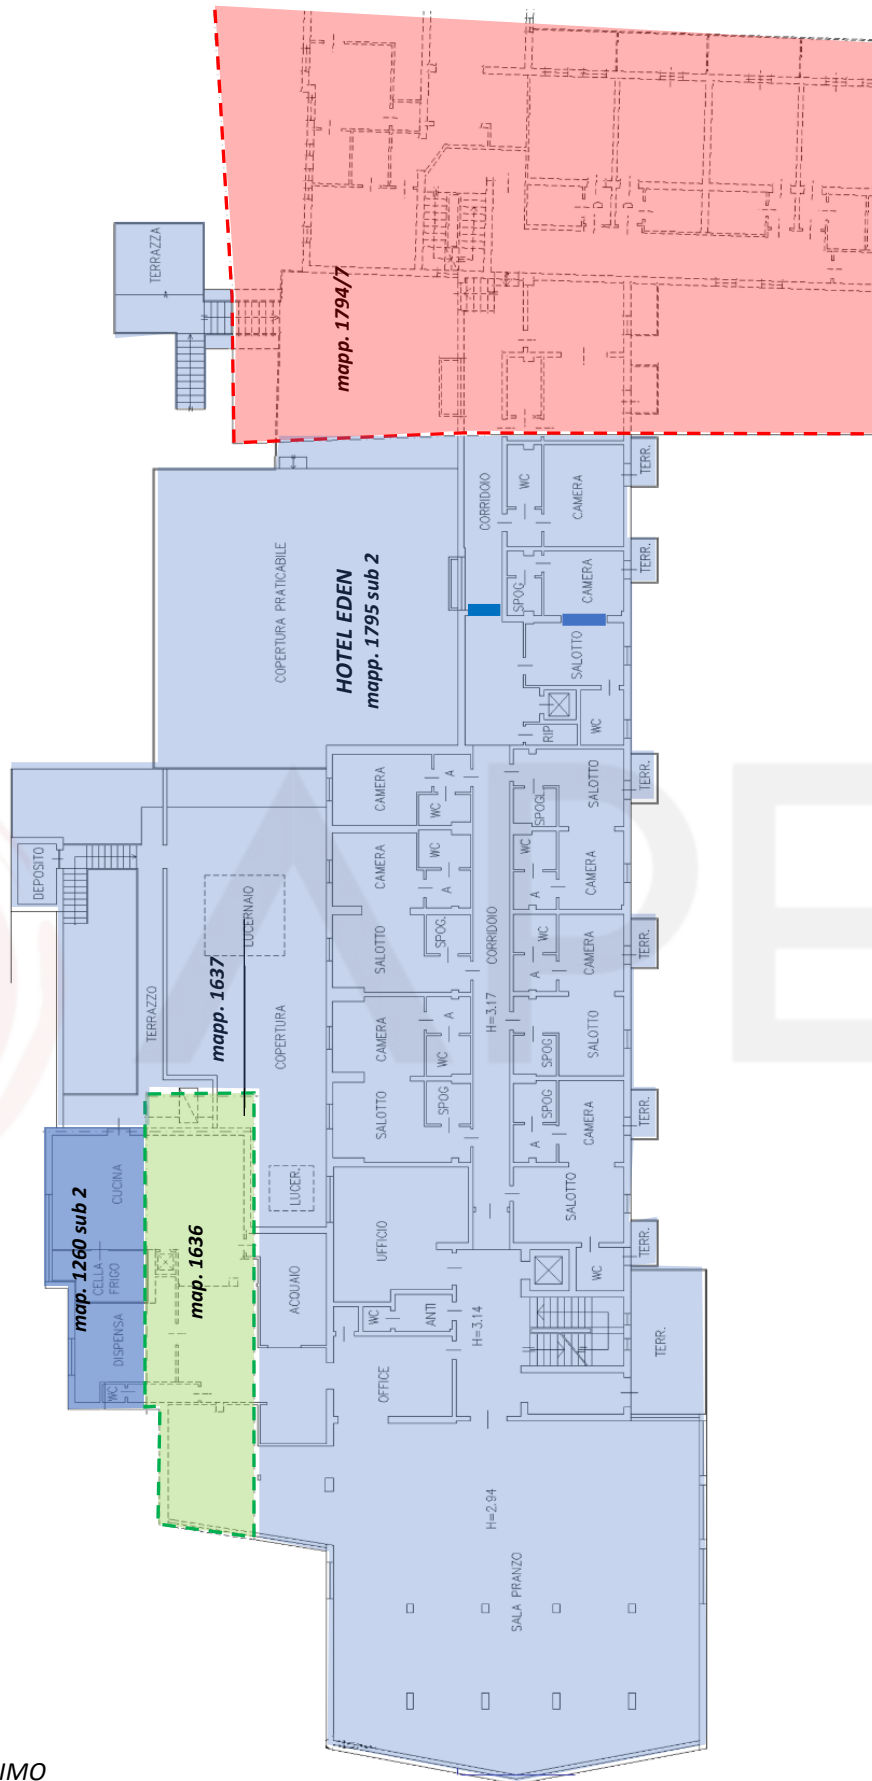 TERRAZZA
mapp. 1794/7
TERR.
WC
CORRIDOIO
CAMERA
TERR.
COPERTURA PRATICABILE
HOTEL EDEN
mapp. 1795 sub 2
SPOG.
CAMERA
SALOTTO
RIP
WC
CAMERA
A
WC
SPOGL.
SALOTTO
TERR.
DEPOSITO
LUCERNAIO
CAMERA
WC
A
WC
A
CAMERA
SALOTTO
SPOG.
CORRIDOIO
WC
A
CAMERA
TERR.
TERRAZZO
mapp. 1637
COPERTURA
CAMERA
A
WC
H=3.17
SPOG
SALOTTO
SALOTTO
SPOG
SPOG
A
CAMERA
TERR.
map. 1260 sub 2
CUCINA
CELLA
FRIGO
DISPENSA
WC
map. 1636
LUCER.
ACQUAIO
UFFICIO
SALOTTO
WC
TERR.
WC
ANTI
H=3.14
OFFICE
TERR.
H=2.94
SALA PRANZO
IMO
APE